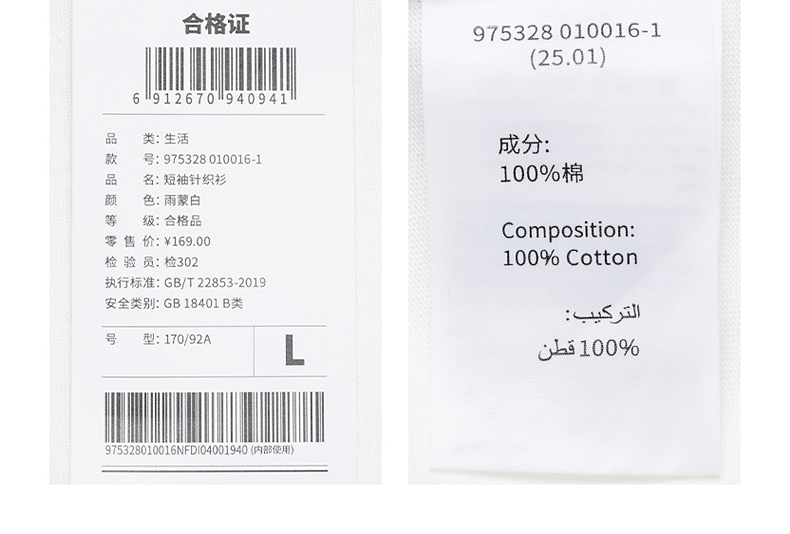 合格证
6 912670 940941
品 类: 生活
款 号: 975328 010016-1
品 名: 短袖针织衫
颜 色: 雨蒙白
等 级: 合格品
零 售 价: ¥169.00
检 验 员: 检302
执行标准: GB/T 22853-2019
安全类别: GB 18401 B类
号 型: 170/92A
L
975328010016NFDI04001940 (内部使用)
975328 010016-1
(25.01)
成分:
100%棉
Composition:
100% Cotton
التركيب:
100% قطن